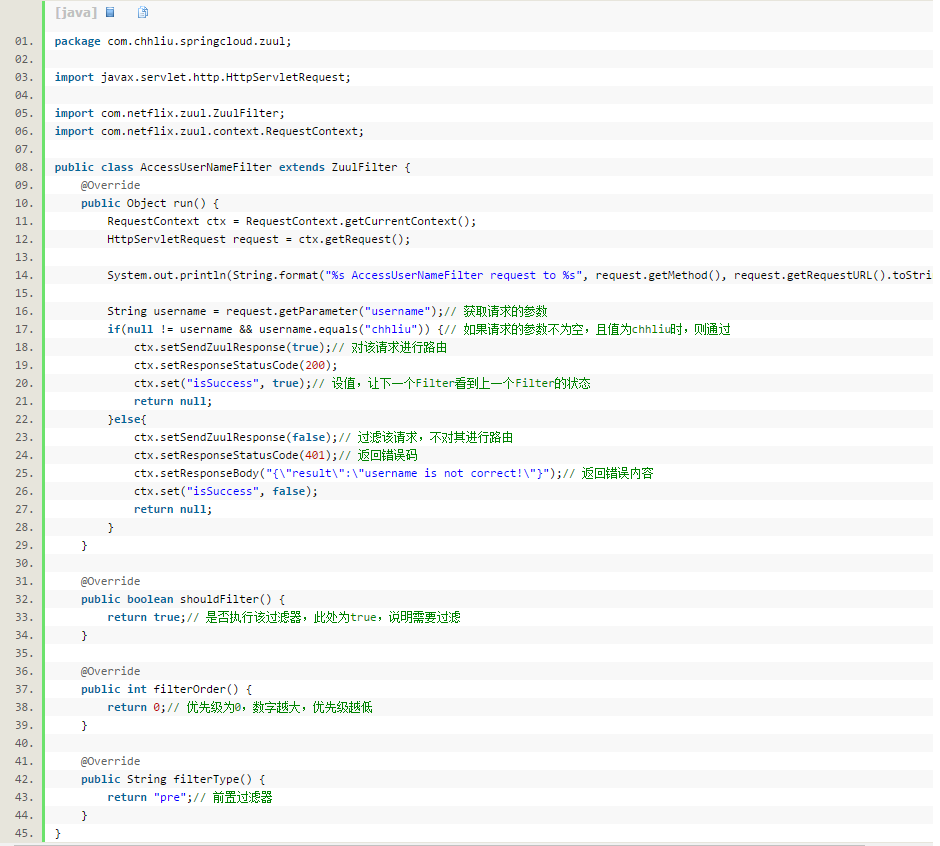 [java]
01. package com.chhliu.springcloud.zuul;
02.
03. import javax.servlet.http.HttpServletRequest;
04.
05. import com.netflix.zuul.ZuulFilter;
06. import com.netflix.zuul.context.RequestContext;
07.
08. public class AccessUserNameFilter extends ZuulFilter {
09.     @Override
10.     public Object run() {
11.         RequestContext ctx = RequestContext.getCurrentContext();
12.         HttpServletRequest request = ctx.getRequest();
13.
14.         System.out.println(String.format("%s AccessUserNameFilter request to %s", request.getMethod(), request.getRequestURL().toStri
15.
16.         String username = request.getParameter("username");// 获取请求的参数
17.         if(null != username && username.equals("chhliu")) {// 如果请求的参数不为空，且值为chhliu时，则通过
18.             ctx.setSendZuulResponse(true);// 对该请求进行路由
19.             ctx.setResponseStatusCode(200);
20.             ctx.set("isSuccess", true);// 设值，让下一个Filter看到上一个Filter的状态
21.             return null;
22.         }else{
23.             ctx.setSendZuulResponse(false);// 过滤该请求，不对其进行路由
24.             ctx.setResponseStatusCode(401);// 返回错误码
25.             ctx.setResponseBody("{\"result\":\"username is not correct!\"}");// 返回错误内容
26.             ctx.set("isSuccess", false);
27.             return null;
28.         }
29.     }
30.
31.     @Override
32.     public boolean shouldFilter() {
33.         return true;// 是否执行该过滤器，此处为true，说明需要过滤
34.     }
35.
36.     @Override
37.     public int filterOrder() {
38.         return 0;// 优先级为0，数字越大，优先级越低
39.     }
40.
41.     @Override
42.     public String filterType() {
43.         return "pre";// 前置过滤器
44.     }
45. }